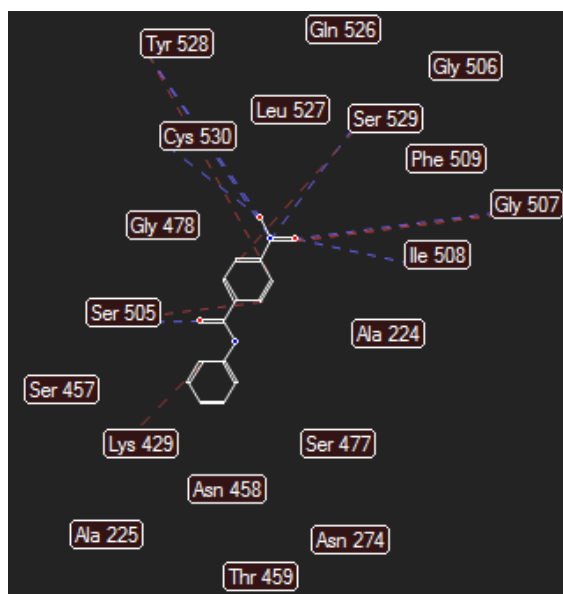 Gln 526
Tyr 528
Gly 506
Leu 527
Ser 529
Cys 530
Phe 509
Gly 507
Gly 478
Ile 508
Ser 505
Ala 224
Ser 457
Lys 429
Ser 477
Asn 458
Ala 225
Asn 274
Thr 459